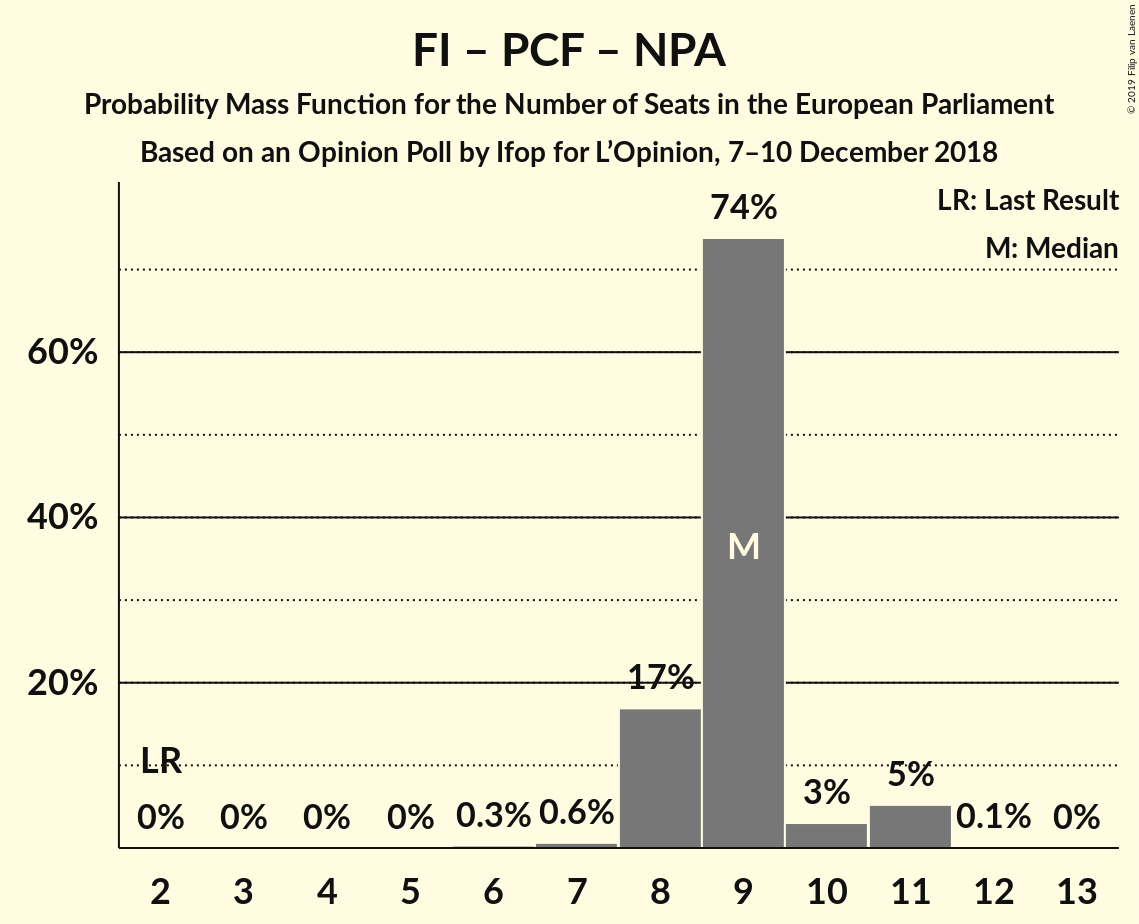 FI – PCF – NPA
Probability Mass Function for the Number of Seats in the European Parliament
Based on an Opinion Poll by Ifop for L’Opinion, 7–10 December 2018
© 2019 Filip van Laenen
LR: Last Result
M: Median
60%
40%
20%
LR
0%
0%
0%
0%
0.3%
0.6%
17%
74%
M
3%
5%
0.1%
0%
2 3 4 5 6 7 8 9 10 11 12 13